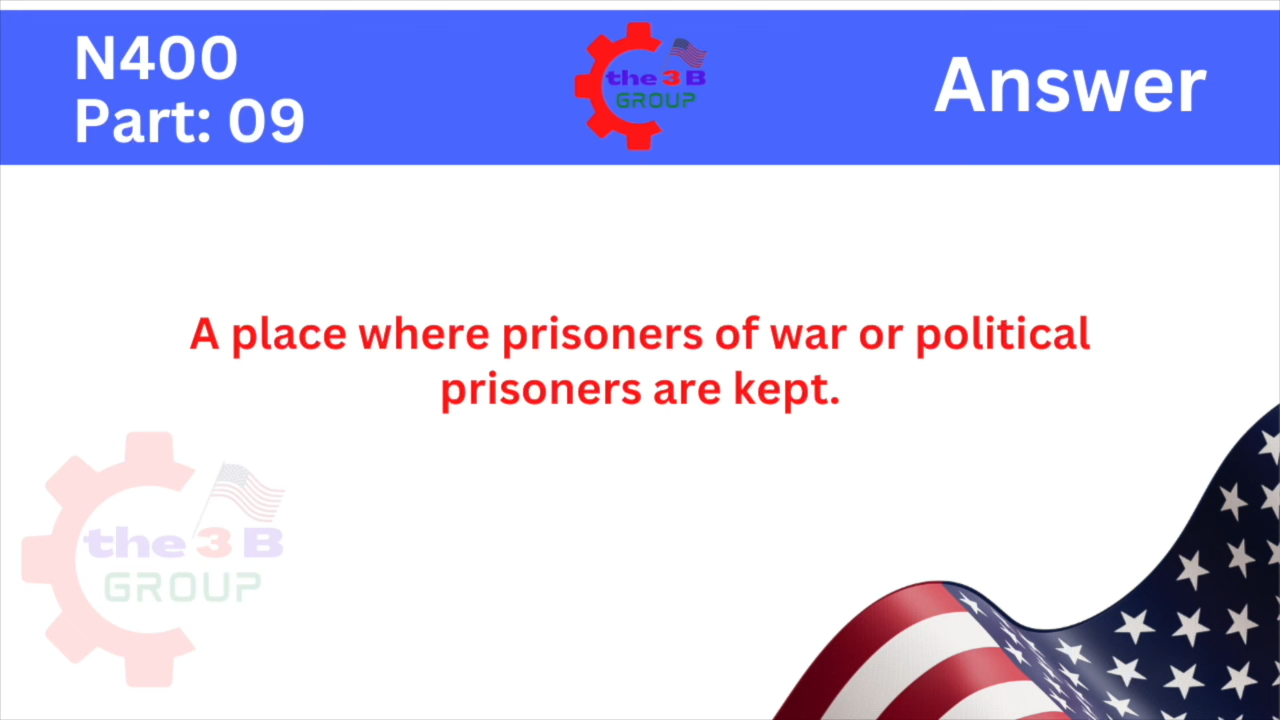 N400
Part: 09
the 3 B
GROUP
Answer
A place where prisoners of war or political
prisoners are kept.
the 3 B
GROUP